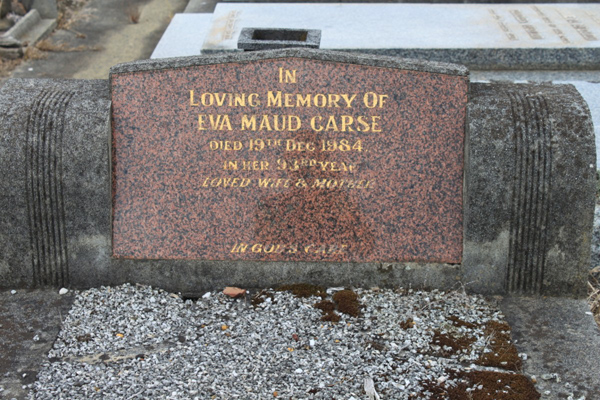 IN
LOVING MEMORY OF
EVA MAUD CARSE
DIED 19TH DEC 1984
IN HER 93RD YEAR
LOVED WIFE & MOTHER
IN GOD'S CARE